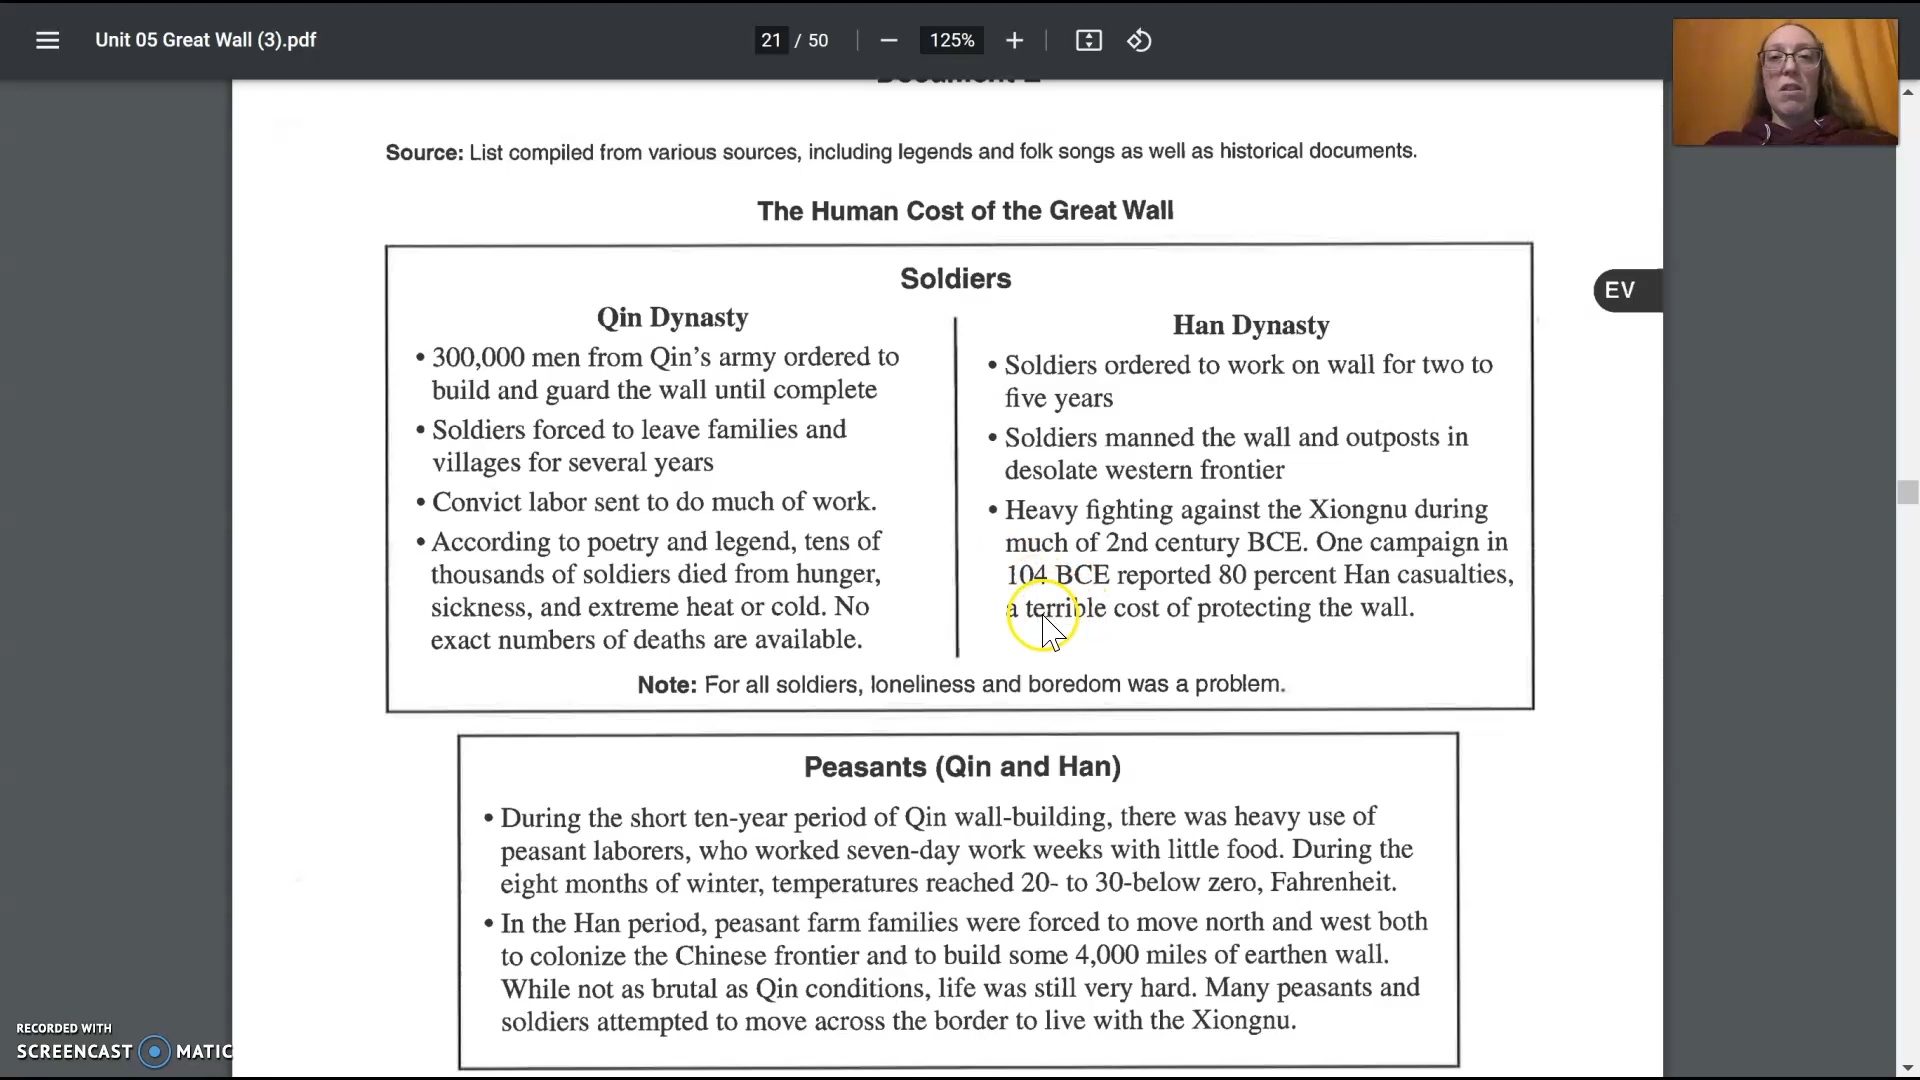 Unit 05 Great Wall (3).pdf
21 / 50
125%
Source: List compiled from various sources, including legends and folk songs as well as historical documents.
The Human Cost of the Great Wall
Soldiers
EV
Qin Dynasty
• 300,000 men from Qin's army ordered to
build and guard the wall until complete
• Soldiers forced to leave families and
villages for several years
• Convict labor sent to do much of work.
• According to poetry and legend, tens of
thousands of soldiers died from hunger,
sickness, and extreme heat or cold. No
exact numbers of deaths are available.
Han Dynasty
• Soldiers ordered to work on wall for two to
five years
• Soldiers manned the wall and outposts in
desolate western frontier
• Heavy fighting against the Xiongnu during
much of 2nd century BCE. One campaign in
104 BCE reported 80 percent Han casualties,
a terrible cost of protecting the wall.
Note: For all soldiers, loneliness and boredom was a problem.
Peasants (Qin and Han)
• During the short ten-year period of Qin wall-building, there was heavy use of
peasant laborers, who worked seven-day work weeks with little food. During the
eight months of winter, temperatures reached 20- to 30-below zero, Fahrenheit.
• In the Han period, peasant farm families were forced to move north and west both
to colonize the Chinese frontier and to build some 4,000 miles of earthen wall.
While not as brutal as Qin conditions, life was still very hard. Many peasants and
soldiers attempted to move across the border to live with the Xiongnu.
RECORDED WITH
SCREENCAST MATIC